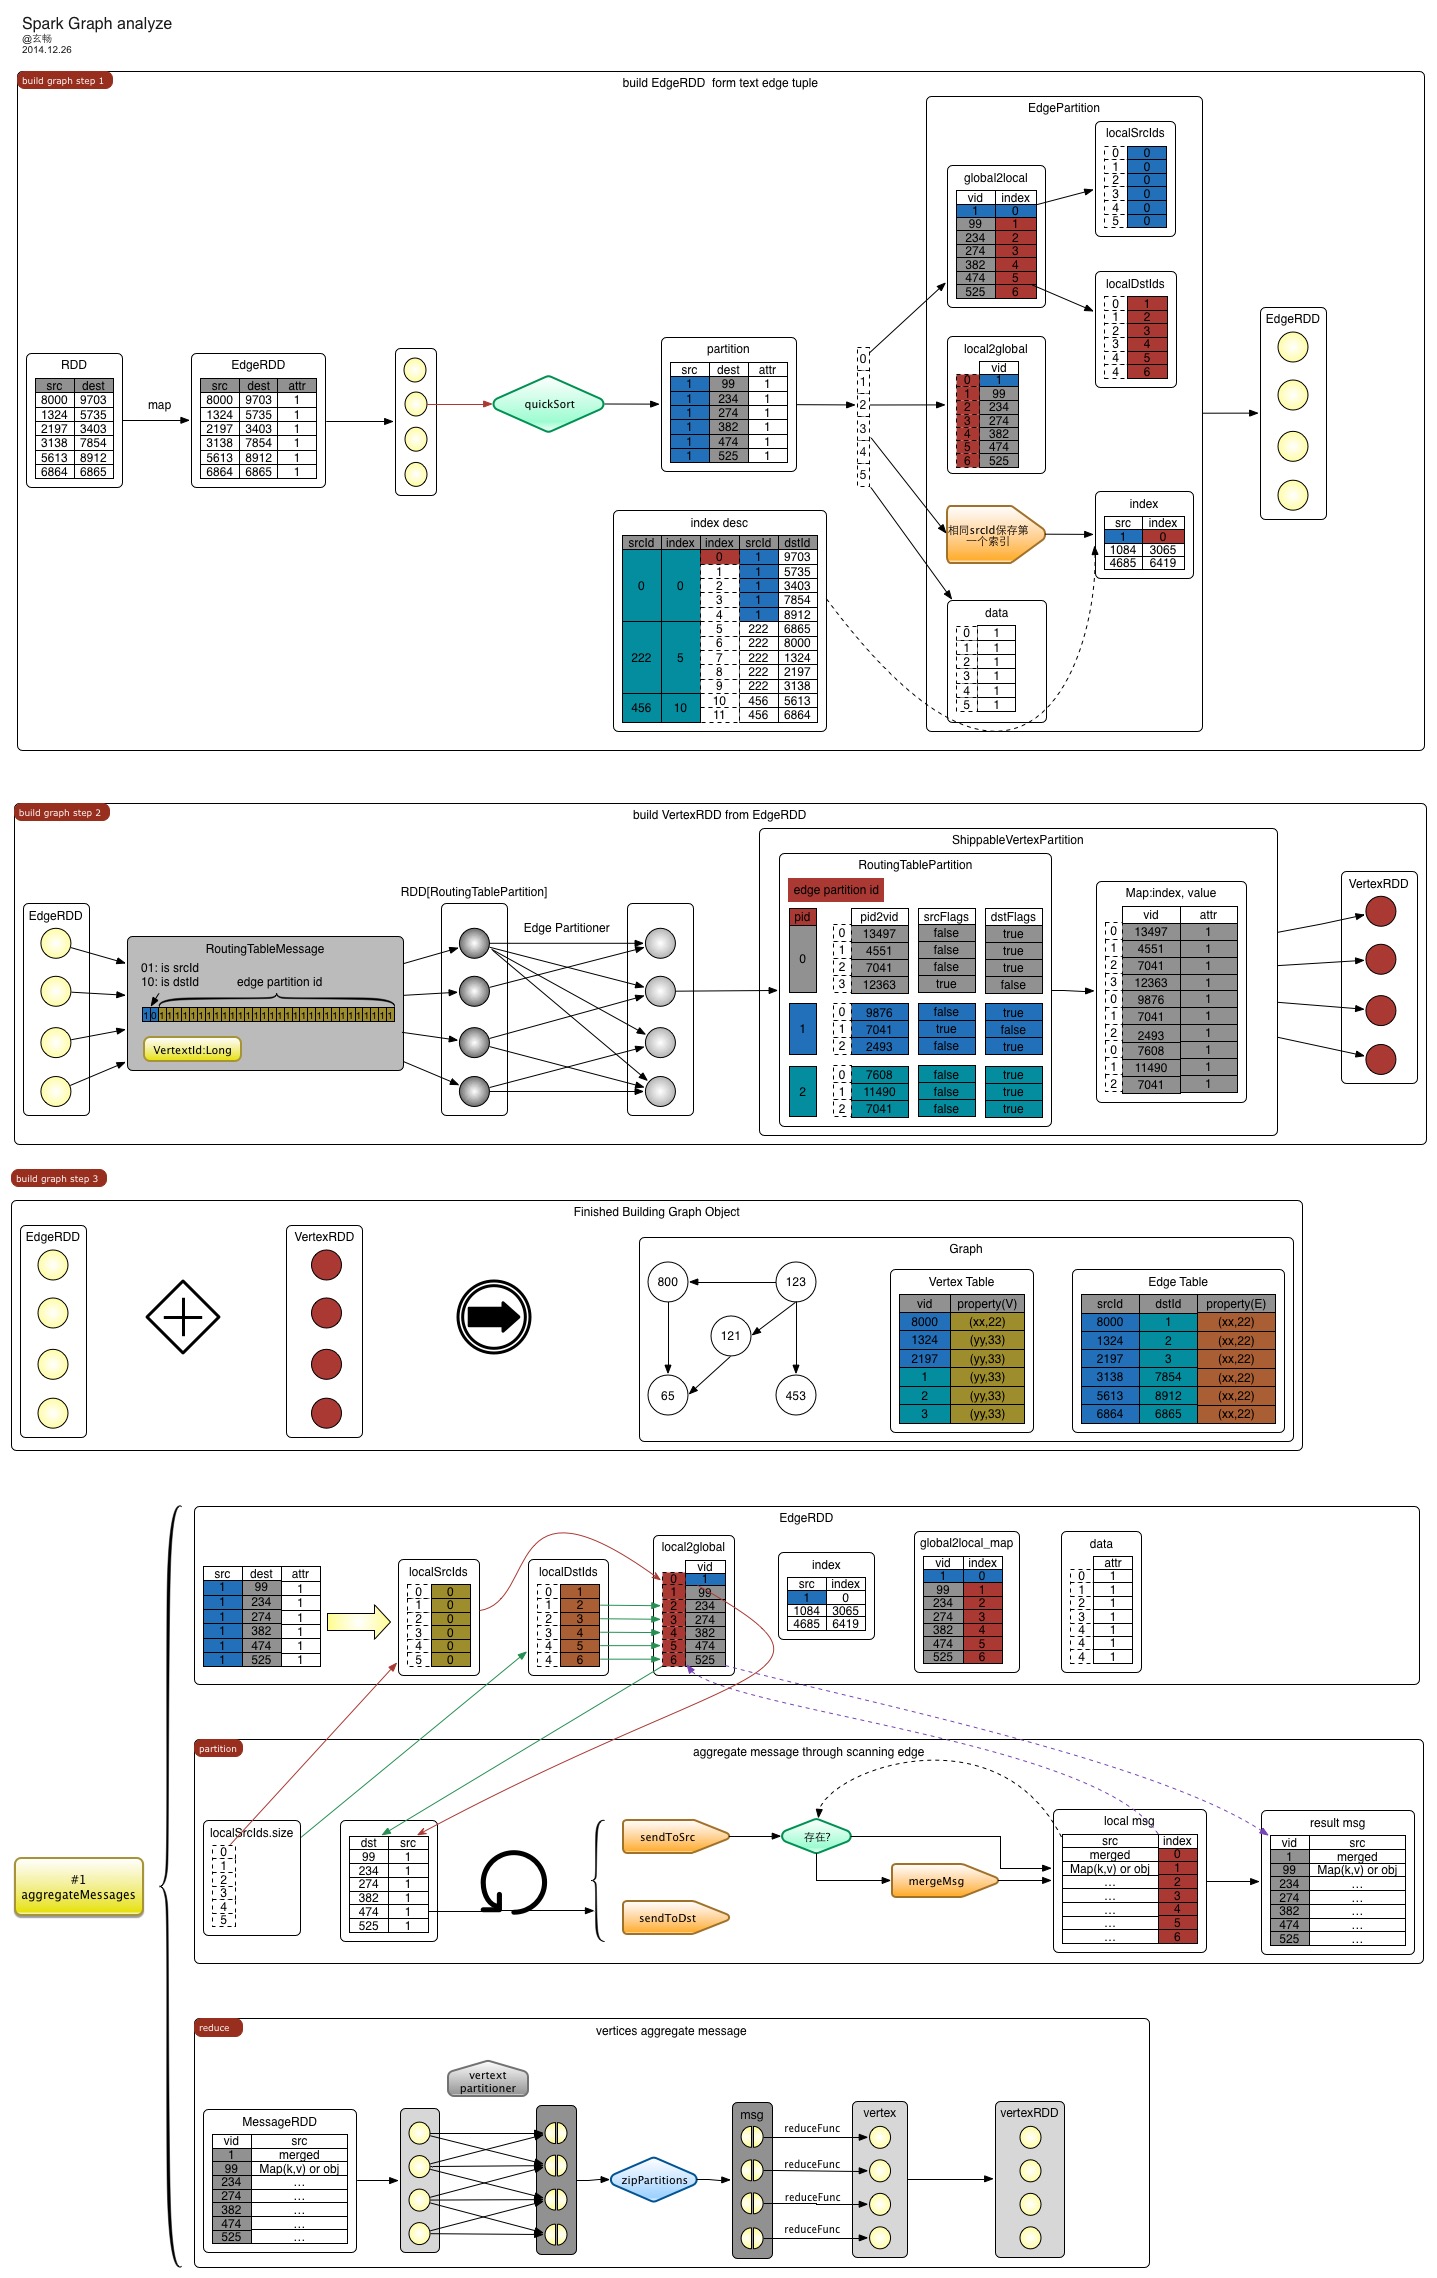 Spark Graph analyze
@玄畅
2014.12.26
build graph step 1
build EdgeRDD  form text edge tuple
RDD
src dest
8000 9703
1324 5735
2197 3403
3138 7854
5613 8912
6864 6865
map
EdgeRDD
src dest attr
8000 9703 1
1324 5735 1
2197 3403 1
3138 7854 1
5613 8912 1
6864 6865 1
quickSort
partition
src dest attr
1 99 1
1 234 1
1 274 1
1 382 1
1 474 1
1 525 1
0
1
2
3
4
5
EdgePartition
global2local
vid index
1 0
99 1
234 2
274 3
382 4
474 5
525 6
localSrcIds
0 0
1 0
2 0
3 0
4 0
5 0
localDstIds
0 1
1 2
2 3
3 4
4 5
4 6
local2global
vid
0 1
1 99
2 234
3 274
4 382
5 474
6 525
相同srcId保存第
一个索引
index
src index
1 0
1084 3065
4685 6419
data
0 1
1 1
2 1
3 1
4 1
5 1
EdgeRDD
index desc
srcId index index srcId dstId
0 0
0 1 9703
1 1 5735
2 1 3403
3 1 7854
4 1 8912
222 5
5 222 6865
6 222 8000
7 222 1324
8 222 2197
9 222 3138
456 10
10 456 5613
11 456 6864
build graph step 2
build VertexRDD from EdgeRDD
EdgeRDD
RoutingTableMessage
01: is srcId
10: is dstId
edge partition id
1 0 1 1 1 1 1 1 1 1 1 1 1 1 1 1 1 1 1 1 1 1 1 1 1 1 1 1 1 1
VertextId:Long
RDD[RoutingTablePartition]
Edge Partitioner
ShippableVertexPartition
RoutingTablePartition
edge partition id
pid pid2vid srcFlags dstFlags
0
0 13497 false true
1 4551 false true
2 7041 false true
3 12363 true false
1
0 9876 false true
1 7041 true false
2 2493 false true
2
0 7608 false true
1 11490 false true
2 7041 false true
Map:index, value
vid attr
0 13497 1
1 4551 1
2 7041 1
3 12363 1
0 9876 1
1 7041 1
2 2493 1
0 7608 1
1 11490 1
2 7041 1
VertexRDD
build graph step 3
Finished Building Graph Object
EdgeRDD
VertexRDD
Graph
800
123
121
65
453
Vertex Table
vid property(V)
8000 (xx,22)
1324 (yy,33)
2197 (yy,33)
1 (yy,33)
2 (yy,33)
3 (yy,33)
Edge Table
srcId dstId property(E)
8000 1 (xx,22)
1324 2 (xx,22)
2197 3 (xx,22)
3138 7854 (xx,22)
5613 8912 (xx,22)
6864 6865 (xx,22)
#1
aggregateMessages
EdgeRDD
src dest attr
1 99 1
1 234 1
1 274 1
1 382 1
1 474 1
1 525 1
localSrcIds
0 0
1 0
2 0
3 0
4 0
5 0
localDstIds
0 1
1 2
2 3
3 4
4 5
4 6
local2global
vid
0 1
1 99
2 234
3 274
4 382
5 474
6 525
index
src index
1 0
1084 3065
4685 6419
global2local_map
vid index
1 0
99 1
234 2
274 3
382 4
474 5
525 6
data
attr
0 1
1 1
2 1
3 1
4 1
4 1
4 1
partition
aggregate message through scanning edge
localSrcIds.size
0
1
2
3
4
5
dst src
99 1
234 1
274 1
382 1
474 1
525 1
sendToSrc
sendToDst
存在?
mergeMsg
local msg
src index
merged 0
Map(k,v) or obj 1
... 2
... 3
... 4
... 5
... 6
result msg
vid src
1 merged
99 Map(k,v) or obj
234 ...
274 ...
382 ...
474 ...
525 ...
reduce
vertices aggregate message
vertext
partitioner
MessageRDD
vid src
1 merged
99 Map(k,v) or obj
234 ...
274 ...
382 ...
474 ...
525 ...
zipPartitions
msg
reduceFunc
reduceFunc
reduceFunc
reduceFunc
vertex
vertexRDD